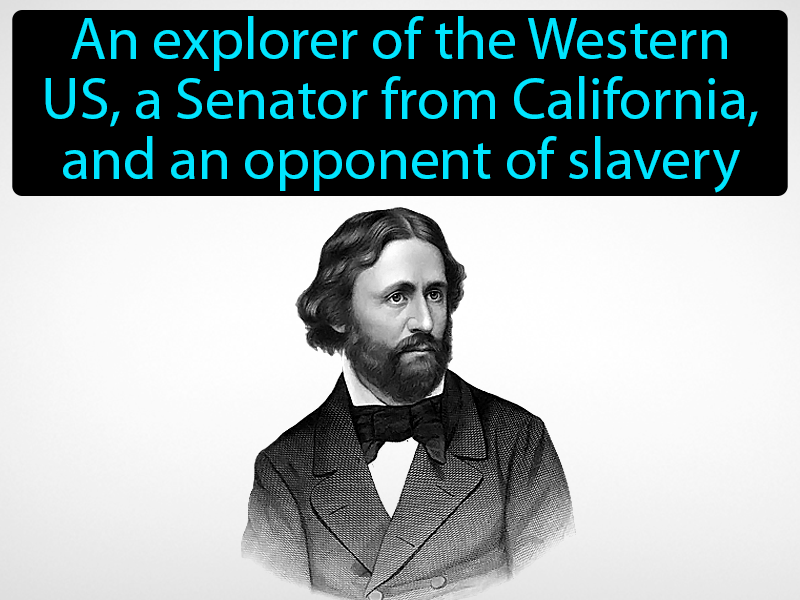 An explorer of the Western
US, a Senator from California,
and an opponent of slavery